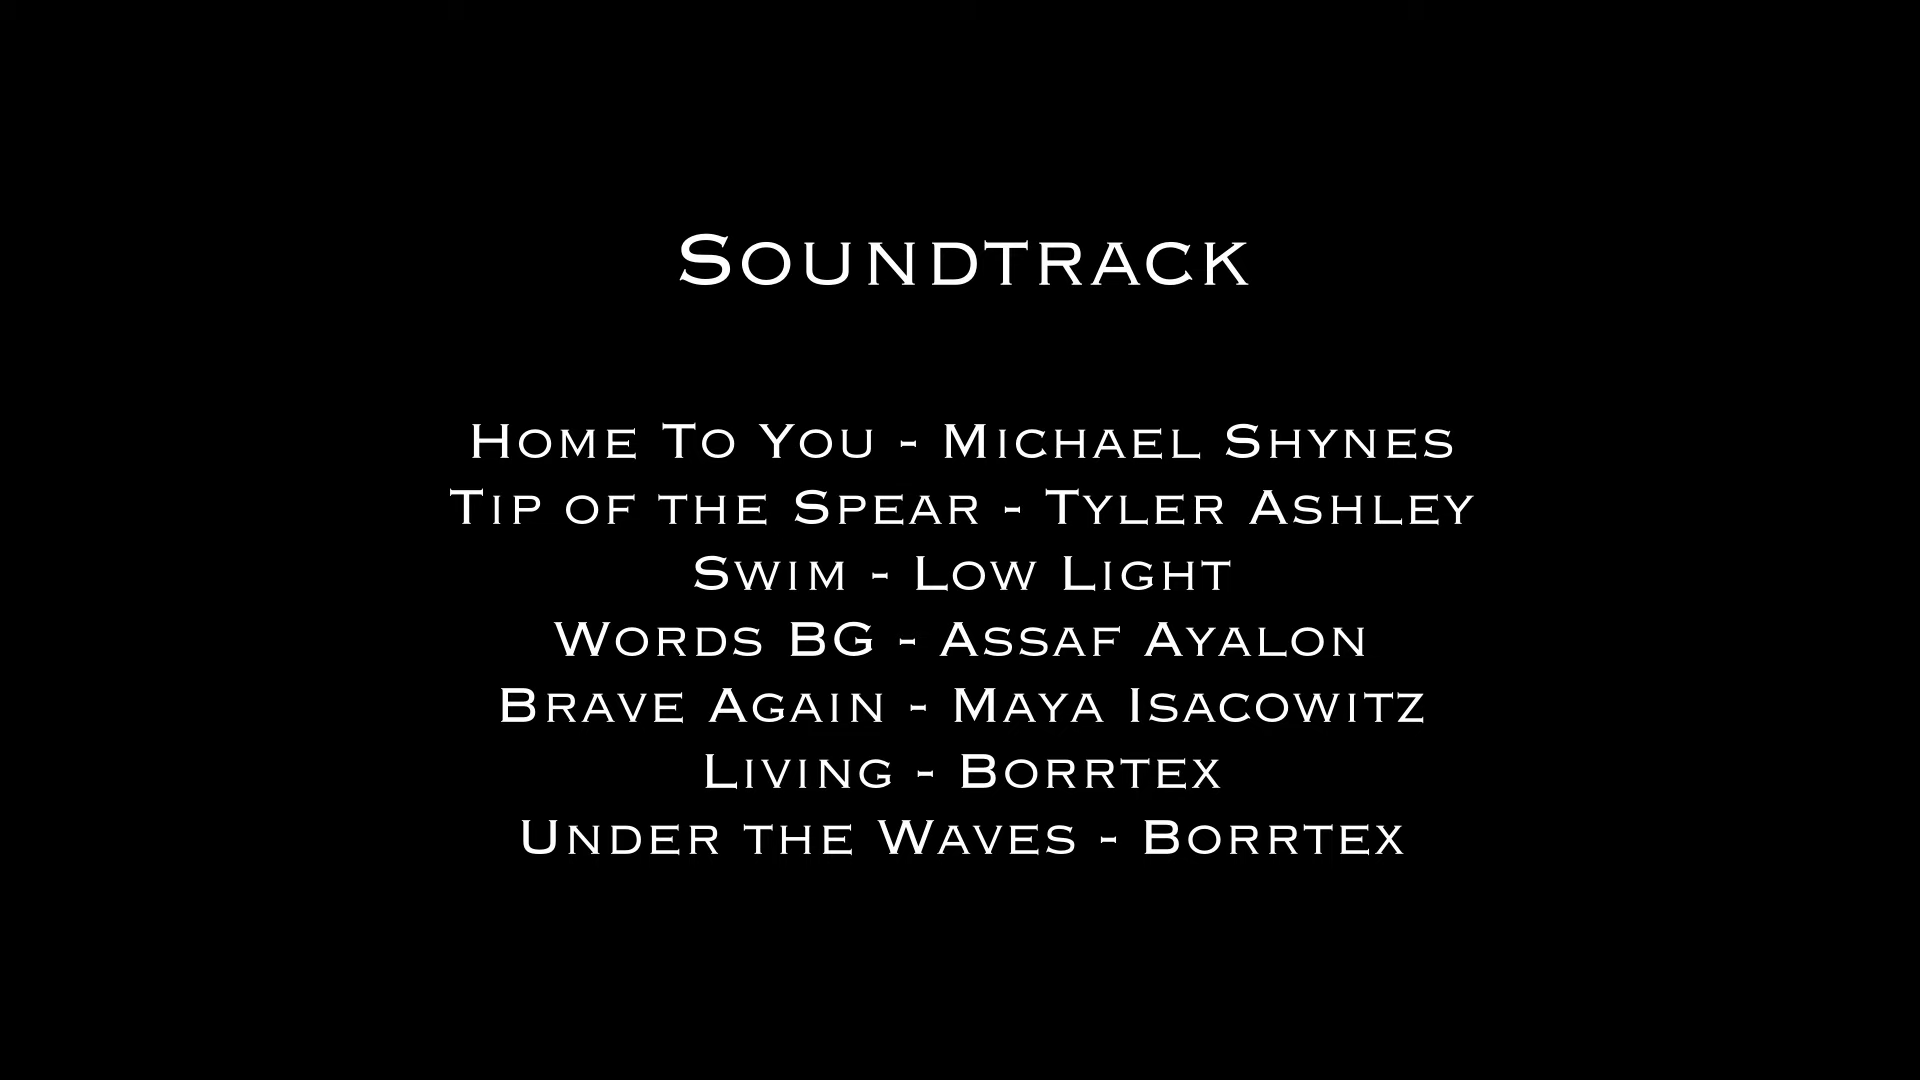 Soundtrack
Home To You - Michael Shynes
Tip of the Spear - Tyler Ashley
Swim - Low Light
Words BG - Assaf Ayalon
Brave Again - Maya Isacowitz
Living - Borrtex
Under the Waves - Borrtex